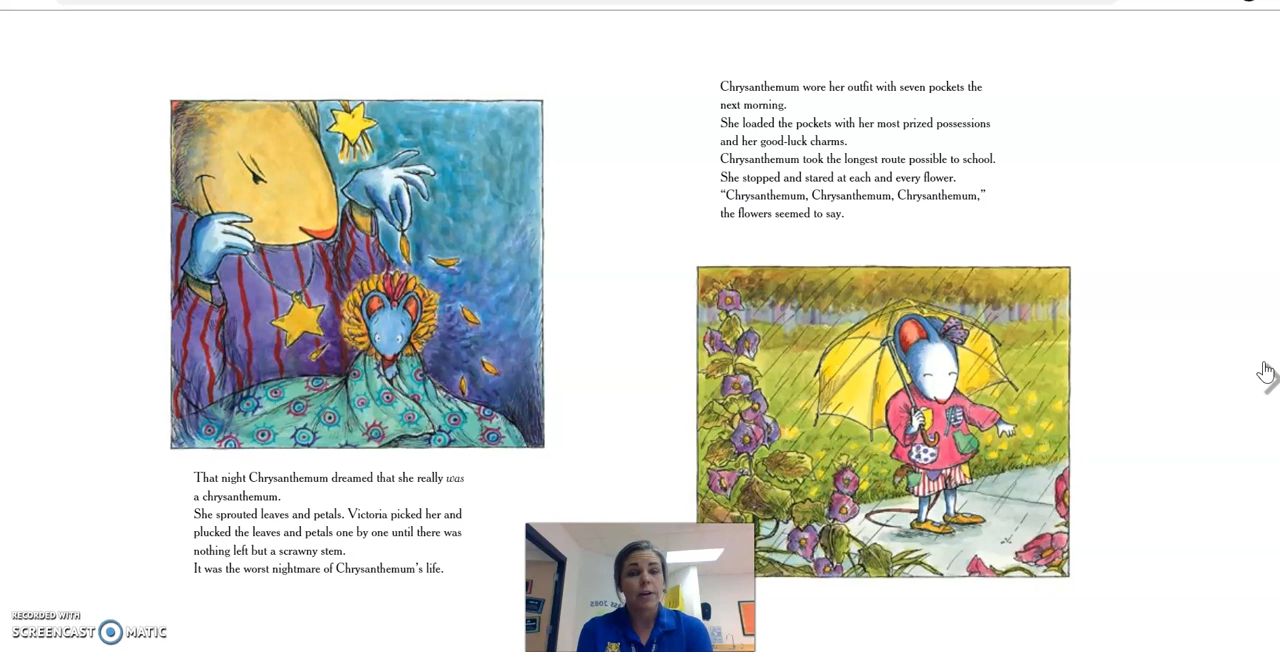 That night Chrysanthemum dreamed that she really was
a chrysanthemum.
She sprouted leaves and petals. Victoria picked her and
plucked the leaves and petals one by one until there was
nothing left but a scrawny stem.
It was the worst nightmare of Chrysanthemum’s life.
Chrysanthemum wore her outfit with seven pockets the
next morning.
She loaded the pockets with her most prized possessions
and her good-luck charms.
Chrysanthemum took the longest route possible to school.
She stopped and stared at each and every flower.
“Chrysanthemum, Chrysanthemum, Chrysanthemum,”
the flowers seemed to say.
RECORDED WITH
SCREENCAST MATIC